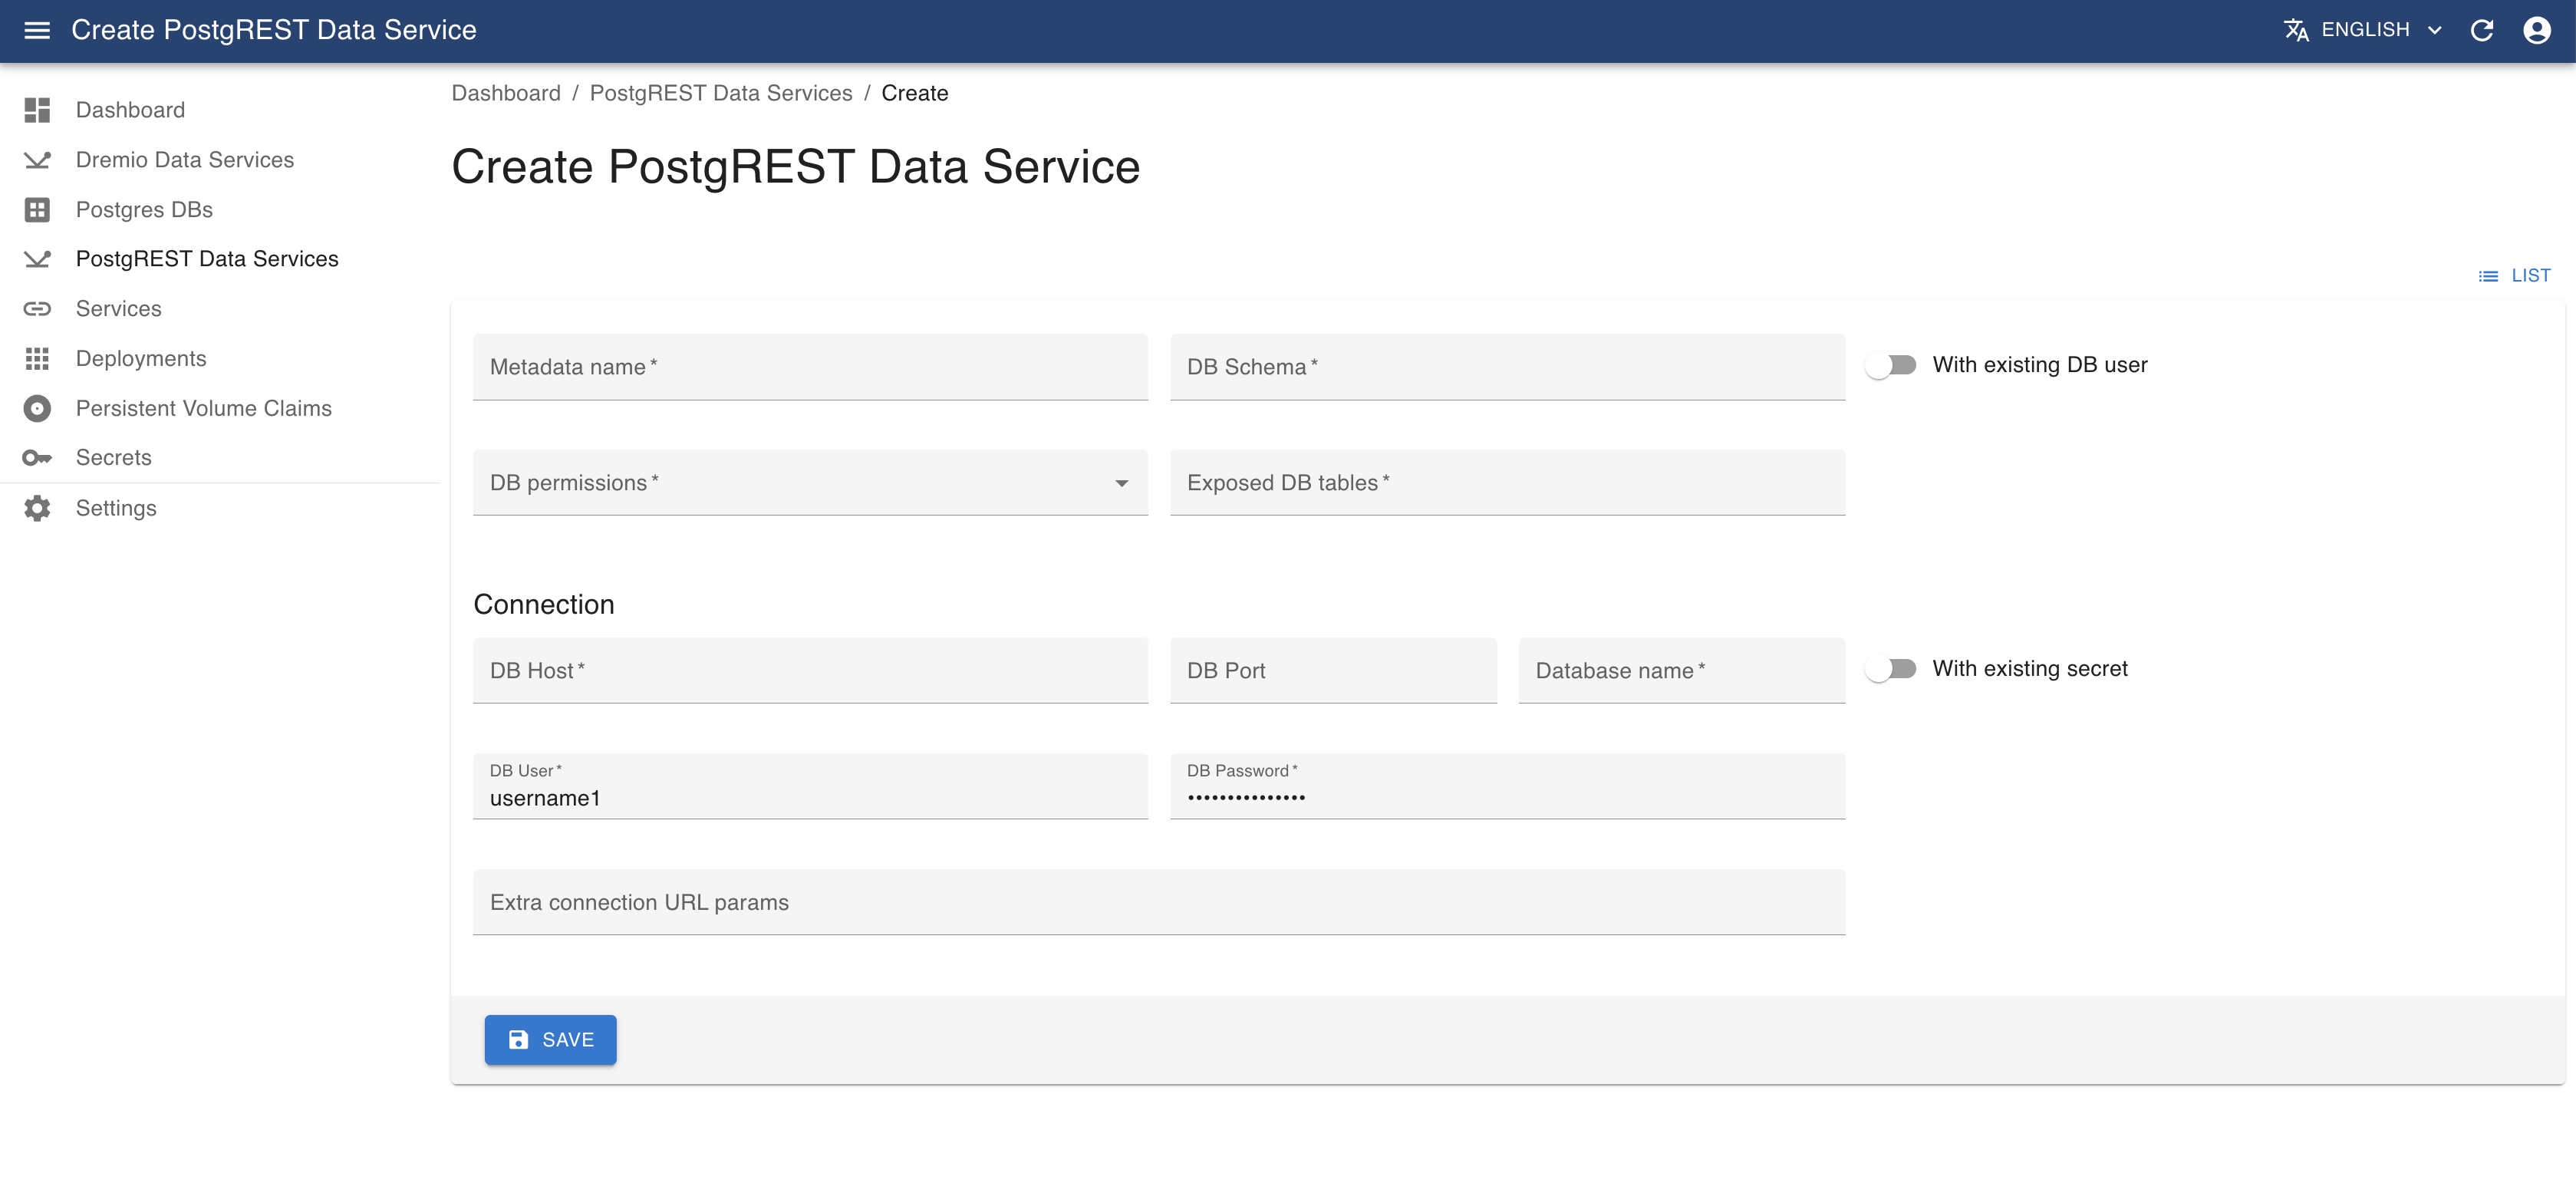 Create PostgREST Data Service
ENGLISH
Dashboard
Dremio Data Services
Postgres DBs
PostgREST Data Services
Services
Deployments
Persistent Volume Claims
Secrets
Settings
Dashboard / PostgREST Data Services / Create
Create PostgREST Data Service
LIST
Metadata name *
DB Schema *
With existing DB user
DB permissions *
Exposed DB tables *
Connection
DB Host *
DB Port
Database name *
With existing secret
DB User *
username1
DB Password *
•••••••••••••••
Extra connection URL params
SAVE